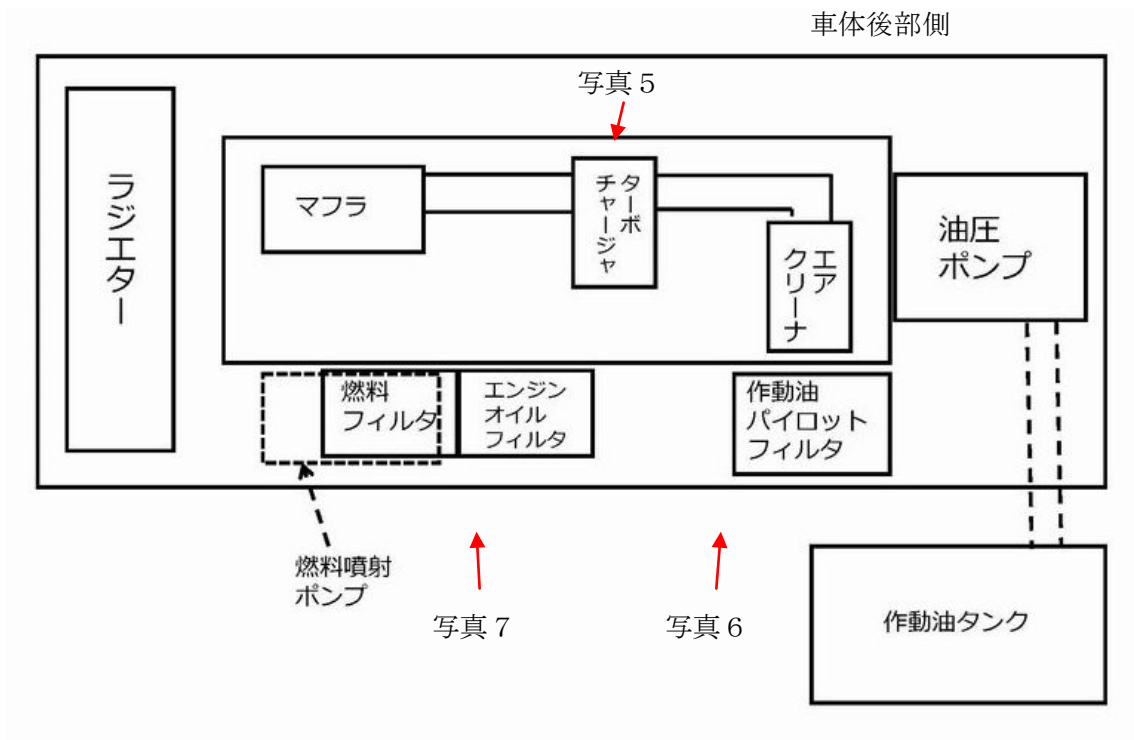 車体後部側
写真5
ラジエター
マフラ
ターボ
チャージャ
エア
クリーナ
油圧
ポンプ
燃料
フィルタ
エンジン
オイル
フィルタ
作動油
パイロット
フィルタ
燃料噴射
ポンプ
写真7
写真6
作動油タンク